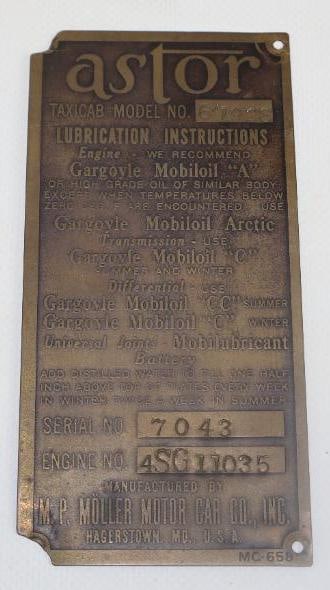 astor
TAXICAB MODEL NO.
LUBRICATION INSTRUCTIONS
Engine - WE RECOMMEND
Gargoyle Mobiloil "A"
OR HIGH GRADE OIL OF SIMILAR BODY
EXCEPT WHEN TEMPERATURES BELOW
ZERO ARE ENCOUNTERED USE
Gargoyle Mobiloil Arctic
Transmission - USE
Gargoyle Mobiloil "C"
SUMMER AND WINTER
Differential - USE
Gargoyle Mobiloil "CC" SUMMER
Gargoyle Mobiloil "C" WINTER
Universal Joints - Mobilubricant
Battery
ADD DISTILLED WATER TO FILL ONE HALF
INCH ABOVE TOP OF PLATES EVERY WEEK
IN WINTER TWICE A WEEK IN SUMMER
SERIAL NO. 7043
ENGINE NO. 4SG11035
MANUFACTURED BY
M. P. MÖLLER MOTOR CAR CO., INC.
HAGERSTOWN, MD., U.S.A.
MC-658